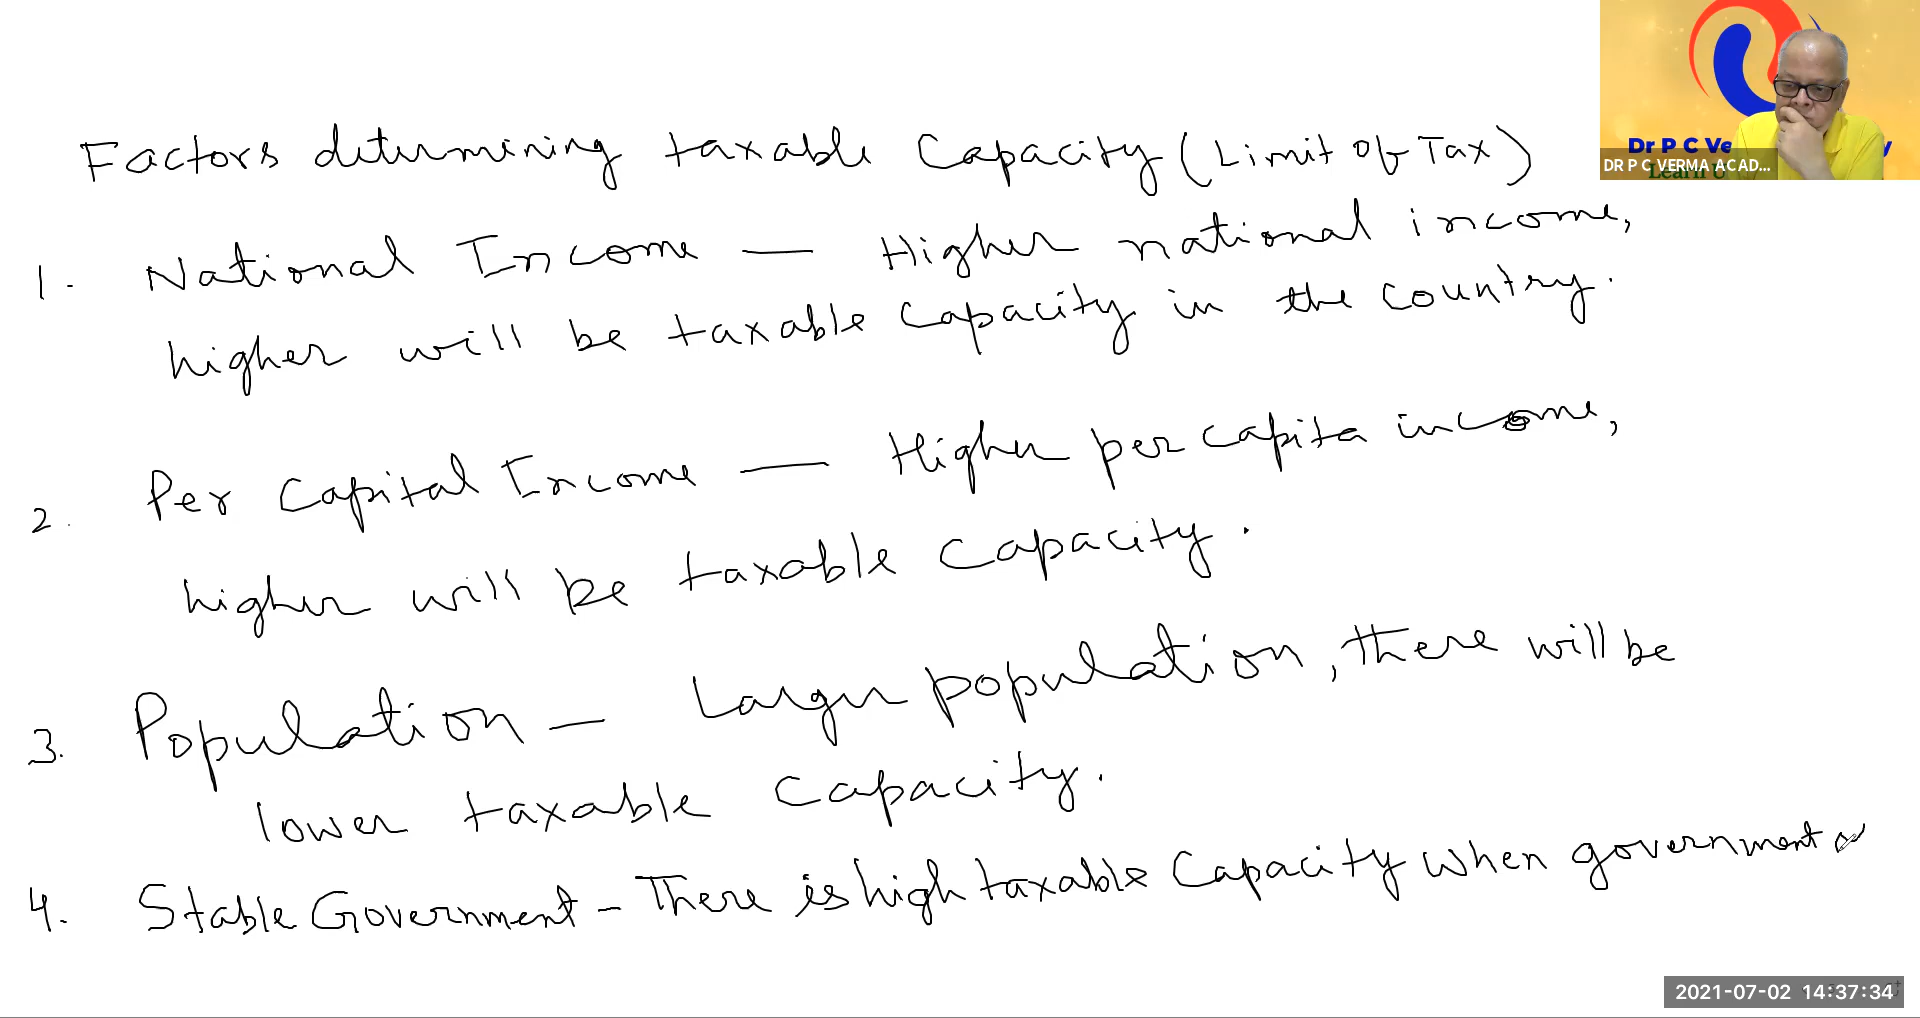 Factors determining taxable Capacity (Limit of Tax)
1. National Income — Higher national income,
higher will be taxable Capacity in the country.
2. Per Capital Income — Higher per capita income,
higher will be taxable Capacity.
3. Population — Larger population, there will be
lower taxable Capacity.
4. Stable Government - There is high taxable Capacity when government
Dr P C Ve
y
DR P C VERMA ACAD...
Learn U
2021-07-02 14:37:34